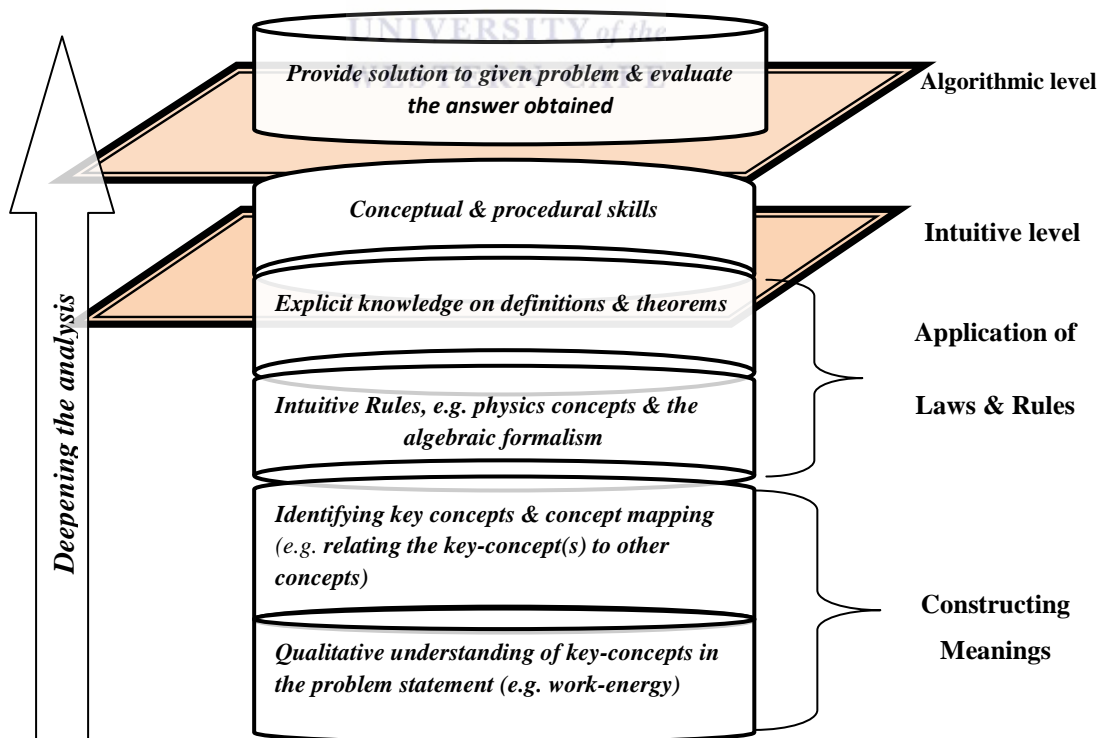 UNIVERSITY of the
WESTERN CAPE
Provide solution to given problem & evaluate
the answer obtained
Algorithmic level
Conceptual & procedural skills
Intuitive level
Explicit knowledge on definitions & theorems
Application of
Laws & Rules
Intuitive Rules, e.g. physics concepts & the
algebraic formalism
Identifying key concepts & concept mapping
(e.g. relating the key-concept(s) to other
concepts)
Qualitative understanding of key-concepts in
the problem statement (e.g. work-energy)
Constructing
Meanings
Deepening the analysis